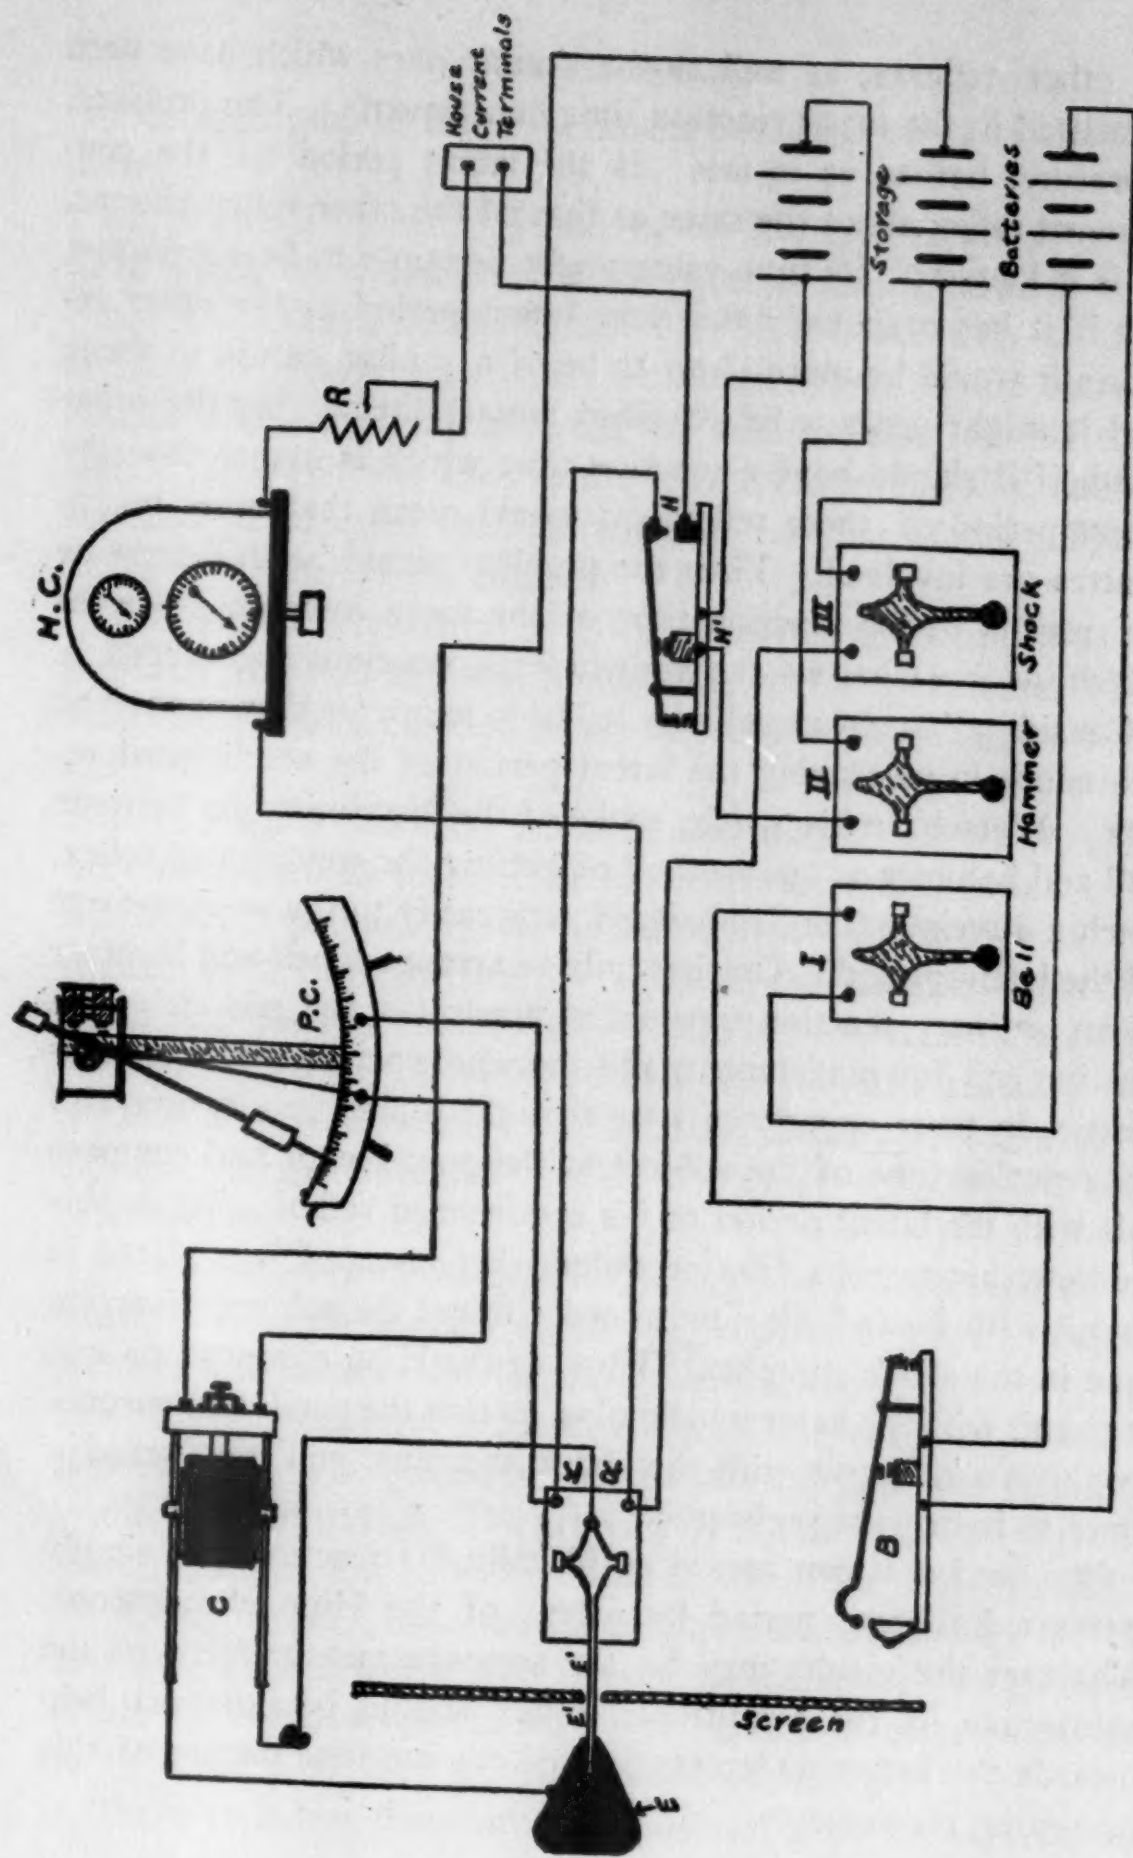 House
Current
Terminals
R
H.C.
P.C.
C
Storage
Batteries
H
H'
III
Shock
II
Hammer
I
Bell
K
B
E'
E'
Screen
E